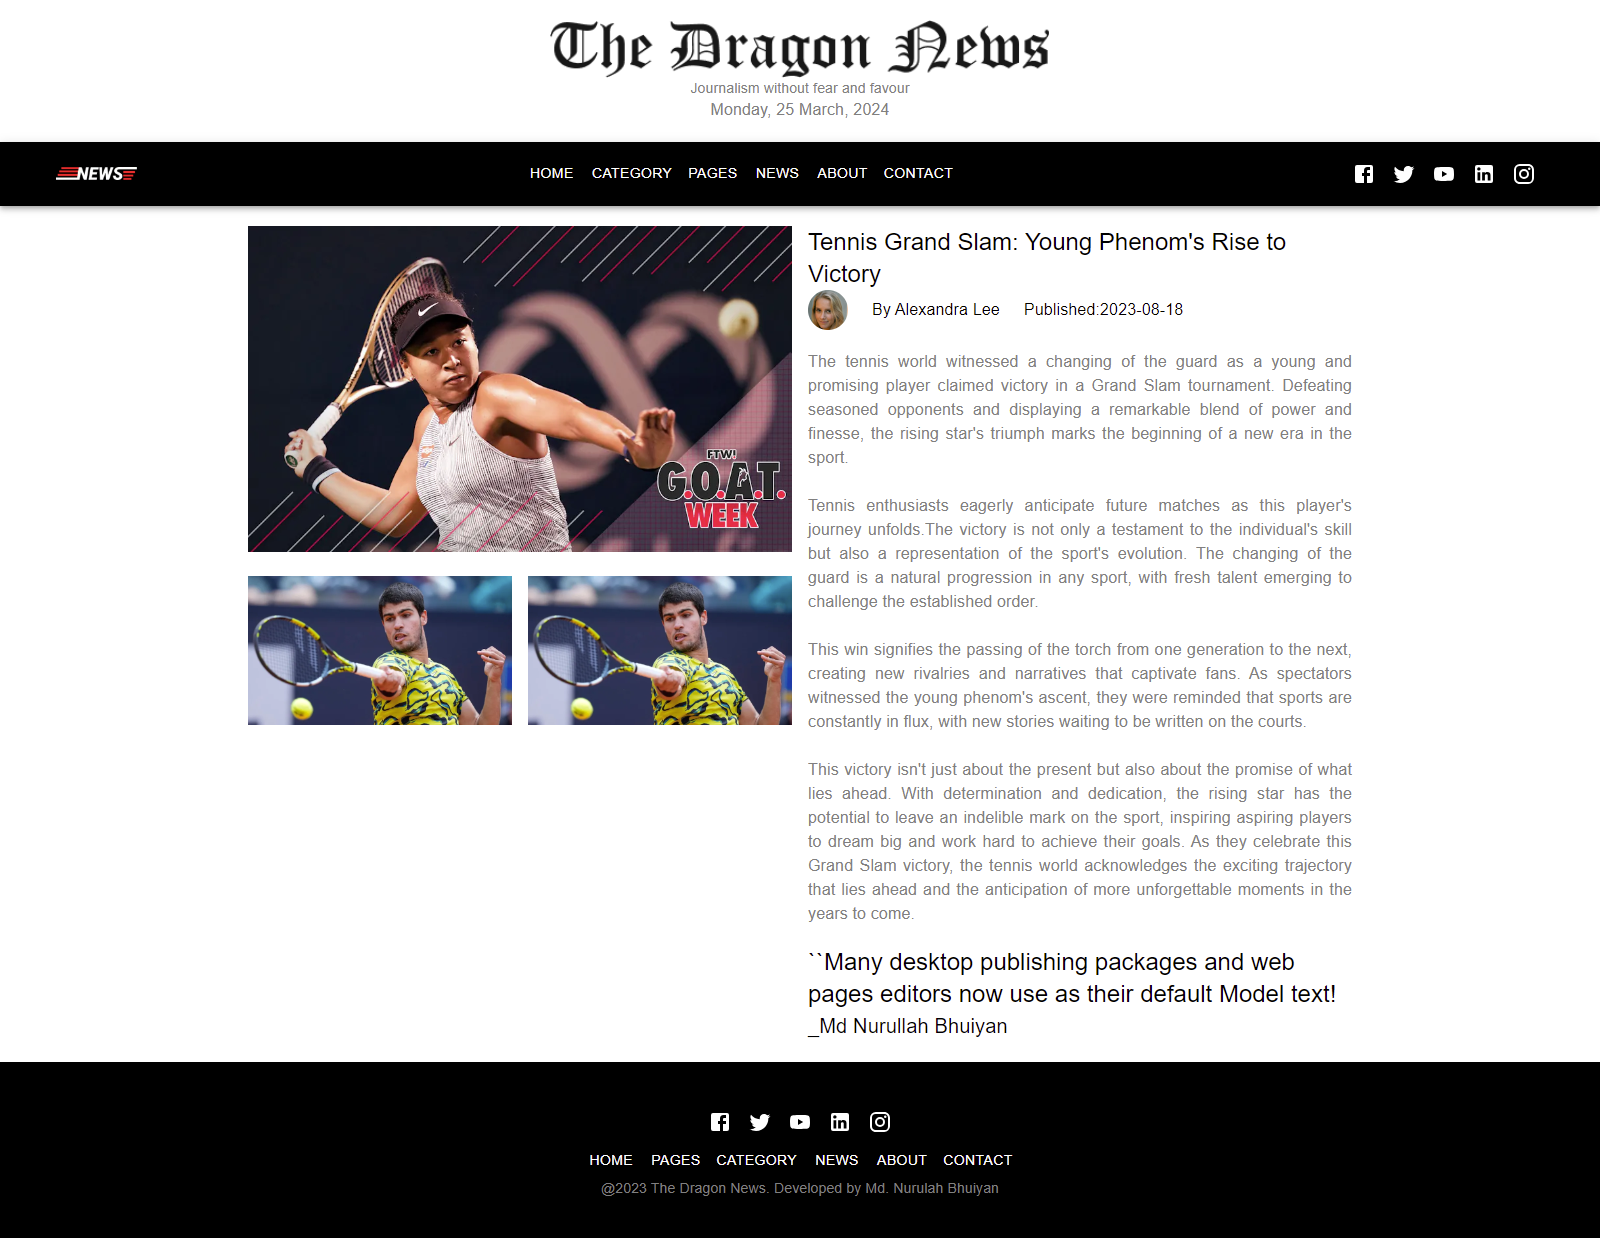 The Dragon News
Journalism without fear and favour
Monday, 25 March, 2024
NEWS
HOME CATEGORY PAGES NEWS ABOUT CONTACT
FTW!
G.O.A.T.
WEEK
Tennis Grand Slam: Young Phenom's Rise to
Victory
By Alexandra Lee Published:2023-08-18
The tennis world witnessed a changing of the guard as a young and
promising player claimed victory in a Grand Slam tournament. Defeating
seasoned opponents and displaying a remarkable blend of power and
finesse, the rising star's triumph marks the beginning of a new era in the
sport.
Tennis enthusiasts eagerly anticipate future matches as this player's
journey unfolds.The victory is not only a testament to the individual's skill
but also a representation of the sport's evolution. The changing of the
guard is a natural progression in any sport, with fresh talent emerging to
challenge the established order.
This win signifies the passing of the torch from one generation to the next,
creating new rivalries and narratives that captivate fans. As spectators
witnessed the young phenom's ascent, they were reminded that sports are
constantly in flux, with new stories waiting to be written on the courts.
This victory isn't just about the present but also about the promise of what
lies ahead. With determination and dedication, the rising star has the
potential to leave an indelible mark on the sport, inspiring aspiring players
to dream big and work hard to achieve their goals. As they celebrate this
Grand Slam victory, the tennis world acknowledges the exciting trajectory
that lies ahead and the anticipation of more unforgettable moments in the
years to come.
``Many desktop publishing packages and web
pages editors now use as their default Model text!
_Md Nurullah Bhuiyan
HOME PAGES CATEGORY NEWS ABOUT CONTACT
@2023 The Dragon News. Developed by Md. Nurulah Bhuiyan